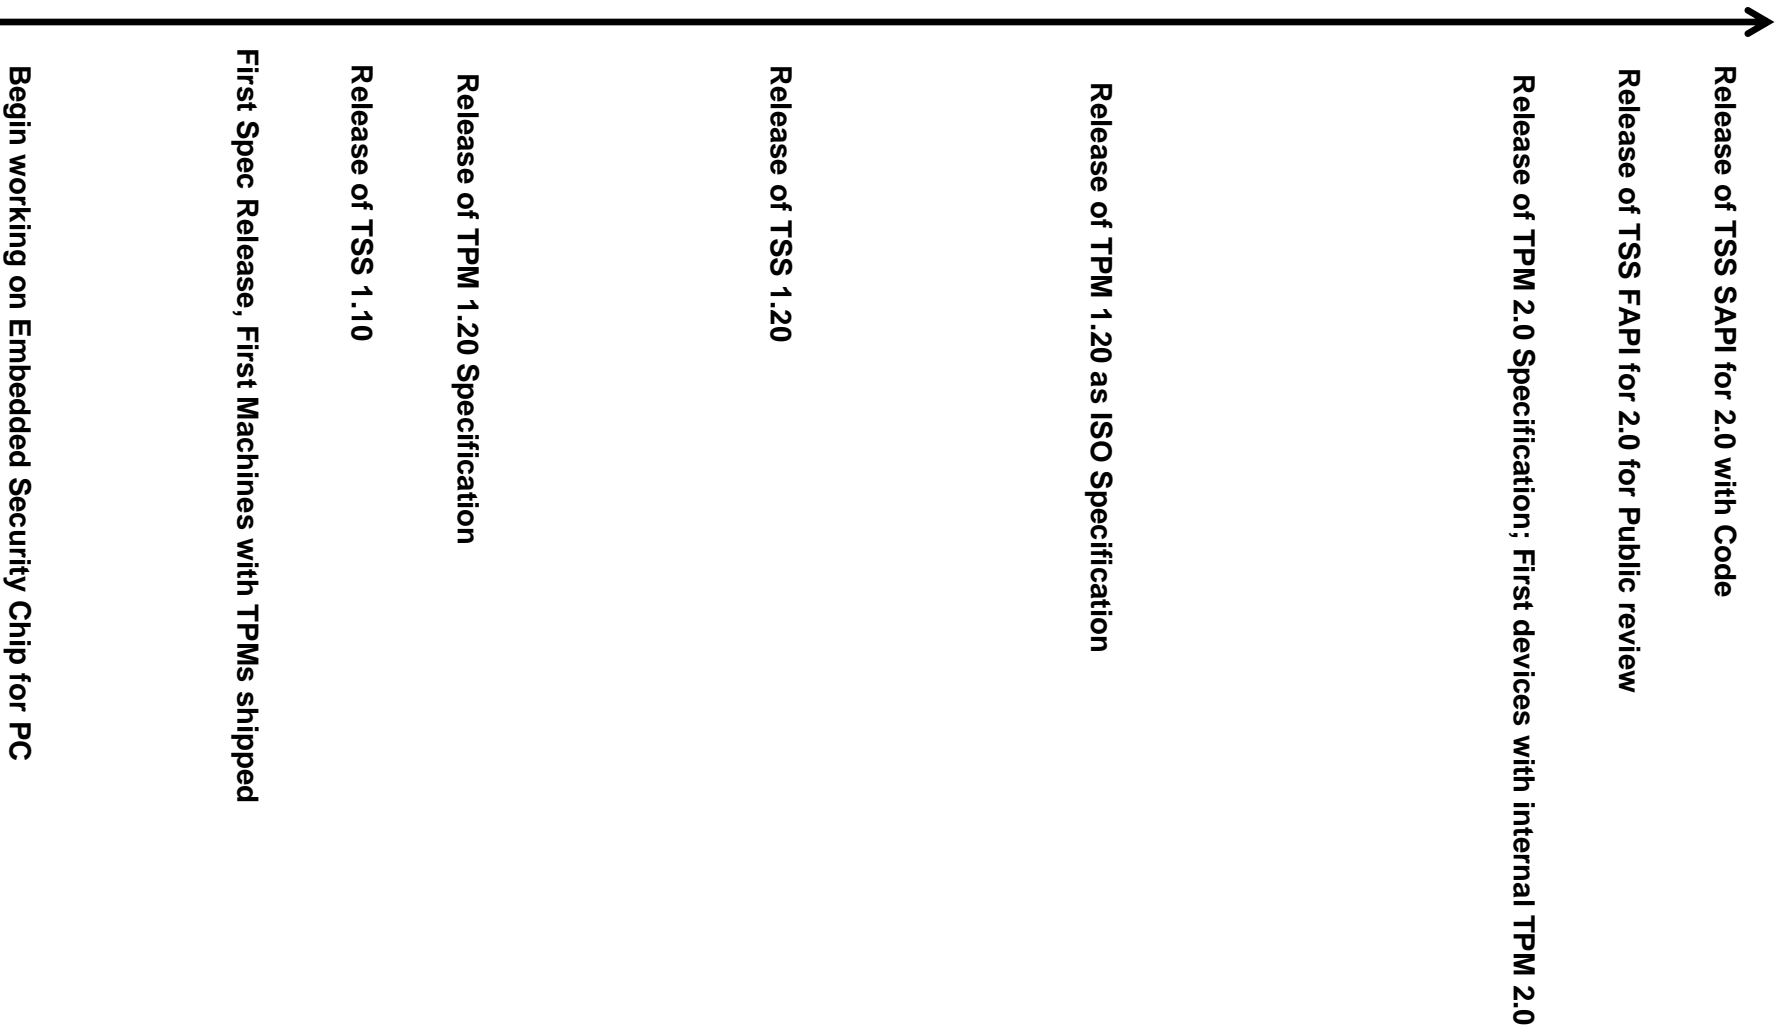 Begin working on Embedded Security Chip for PC
First Spec Release, First Machines with TPMs shipped
Release of TSS 1.10
Release of TPM 1.20 Specification
Release of TSS 1.20
Release of TPM 1.20 as ISO Specification
Release of TPM 2.0 Specification; First devices with internal TPM 2.0
Release of TSS FAPI for 2.0 for Public review
Release of TSS SAPI for 2.0 with Code